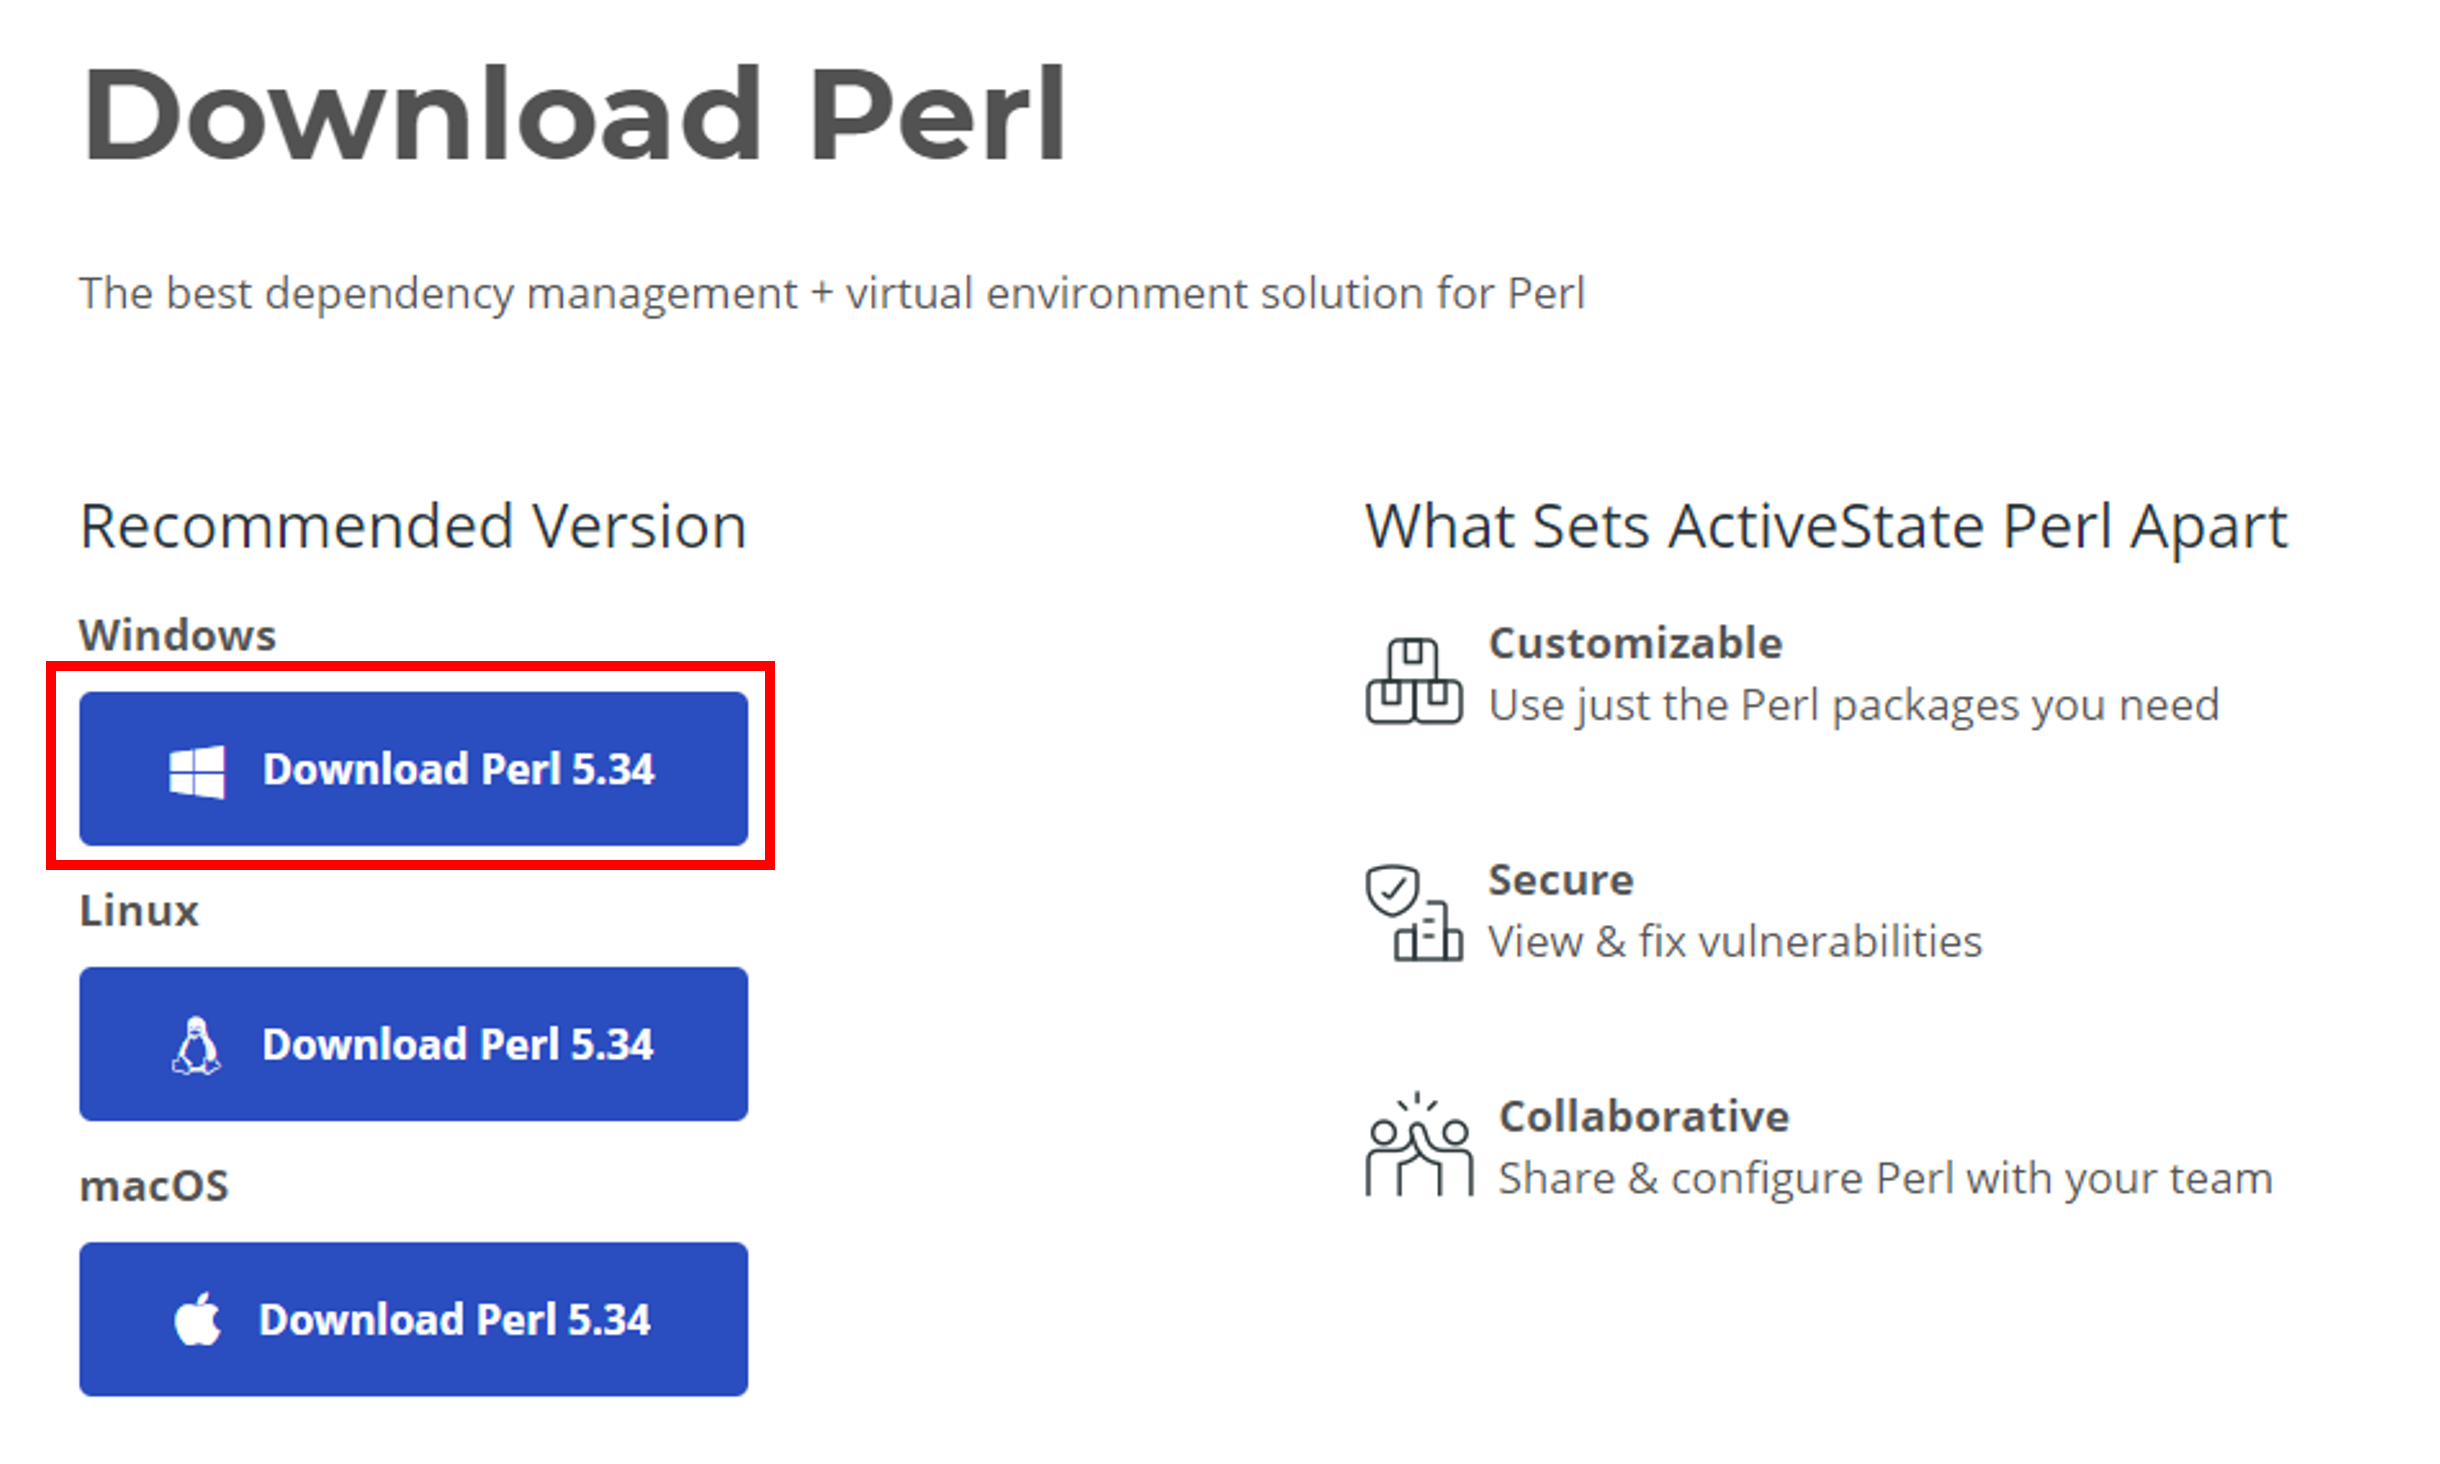 Download Perl
The best dependency management + virtual environment solution for Perl
Recommended Version
Windows
Download Perl 5.34
Linux
Download Perl 5.34
macOS
Download Perl 5.34
What Sets ActiveState Perl Apart
Customizable
Use just the Perl packages you need
Secure
View & fix vulnerabilities
Collaborative
Share & configure Perl with your team